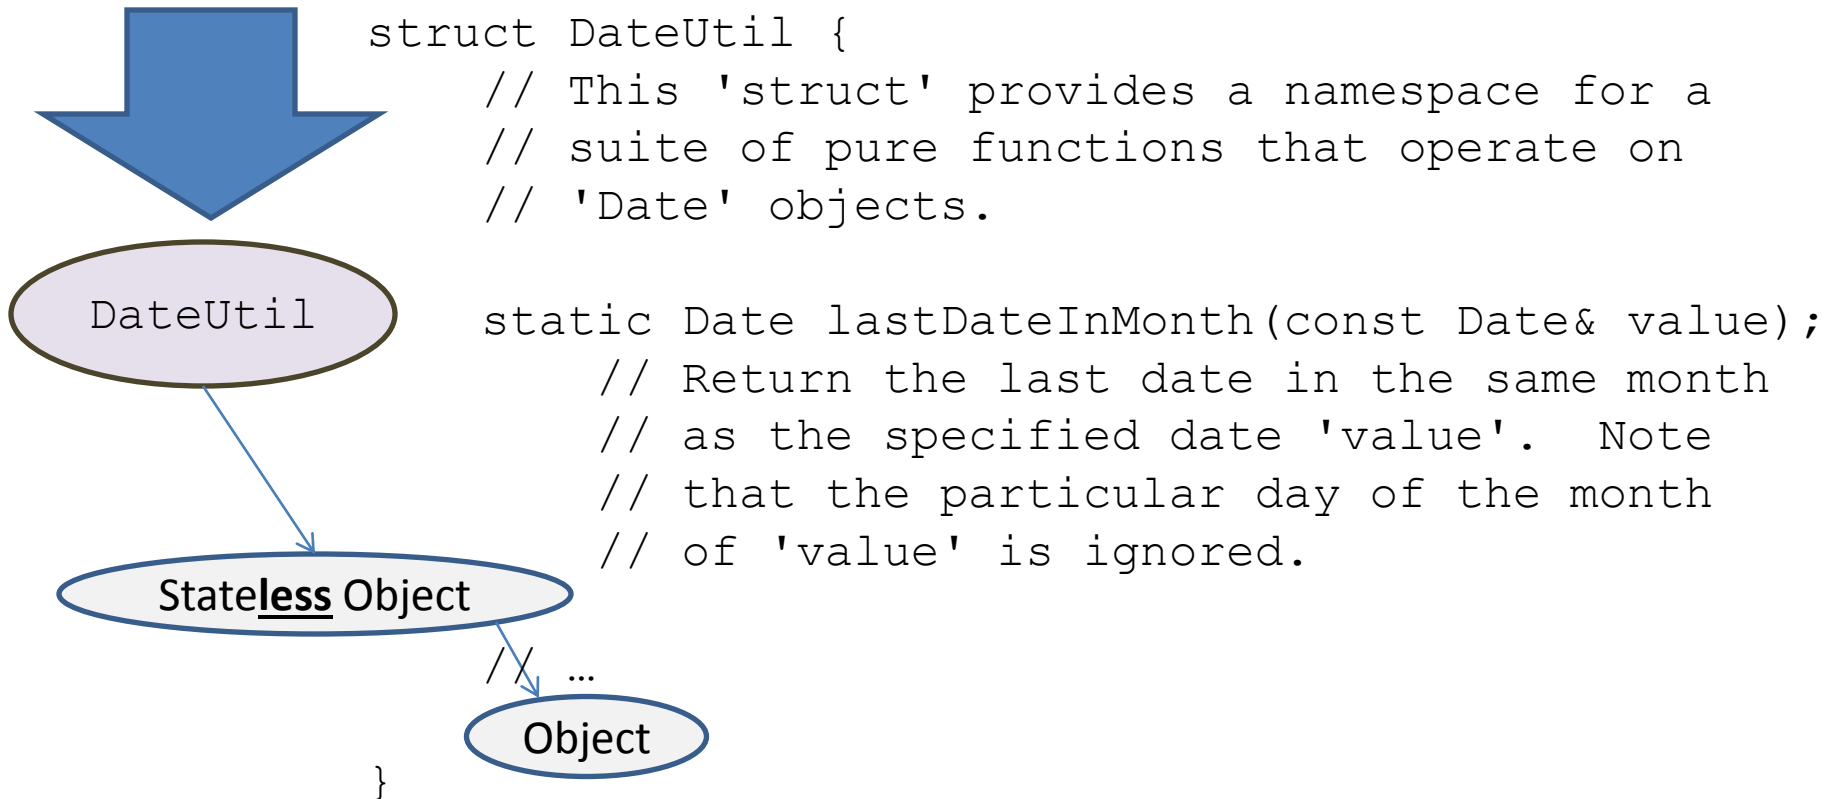 struct DateUtil {
// This 'struct' provides a namespace for a
// suite of pure functions that operate on
// 'Date' objects.
DateUtil
static Date lastDateInMonth(const Date& value);
// Return the last date in the same month
// as the specified date 'value'.  Note
// that the particular day of the month
// of 'value' is ignored.
Stateless Object
// …
Object
}